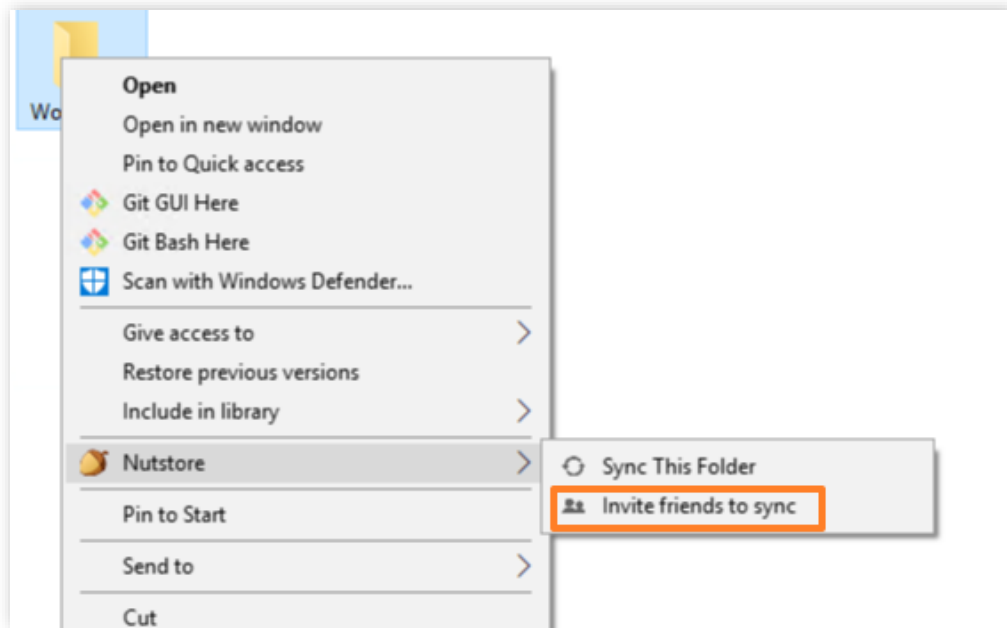 Wo
Open
Open in new window
Pin to Quick access
Git GUI Here
Git Bash Here
Scan with Windows Defender...
Give access to
Restore previous versions
Include in library
Nutstore
Sync This Folder
Invite friends to sync
Pin to Start
Send to
Cut